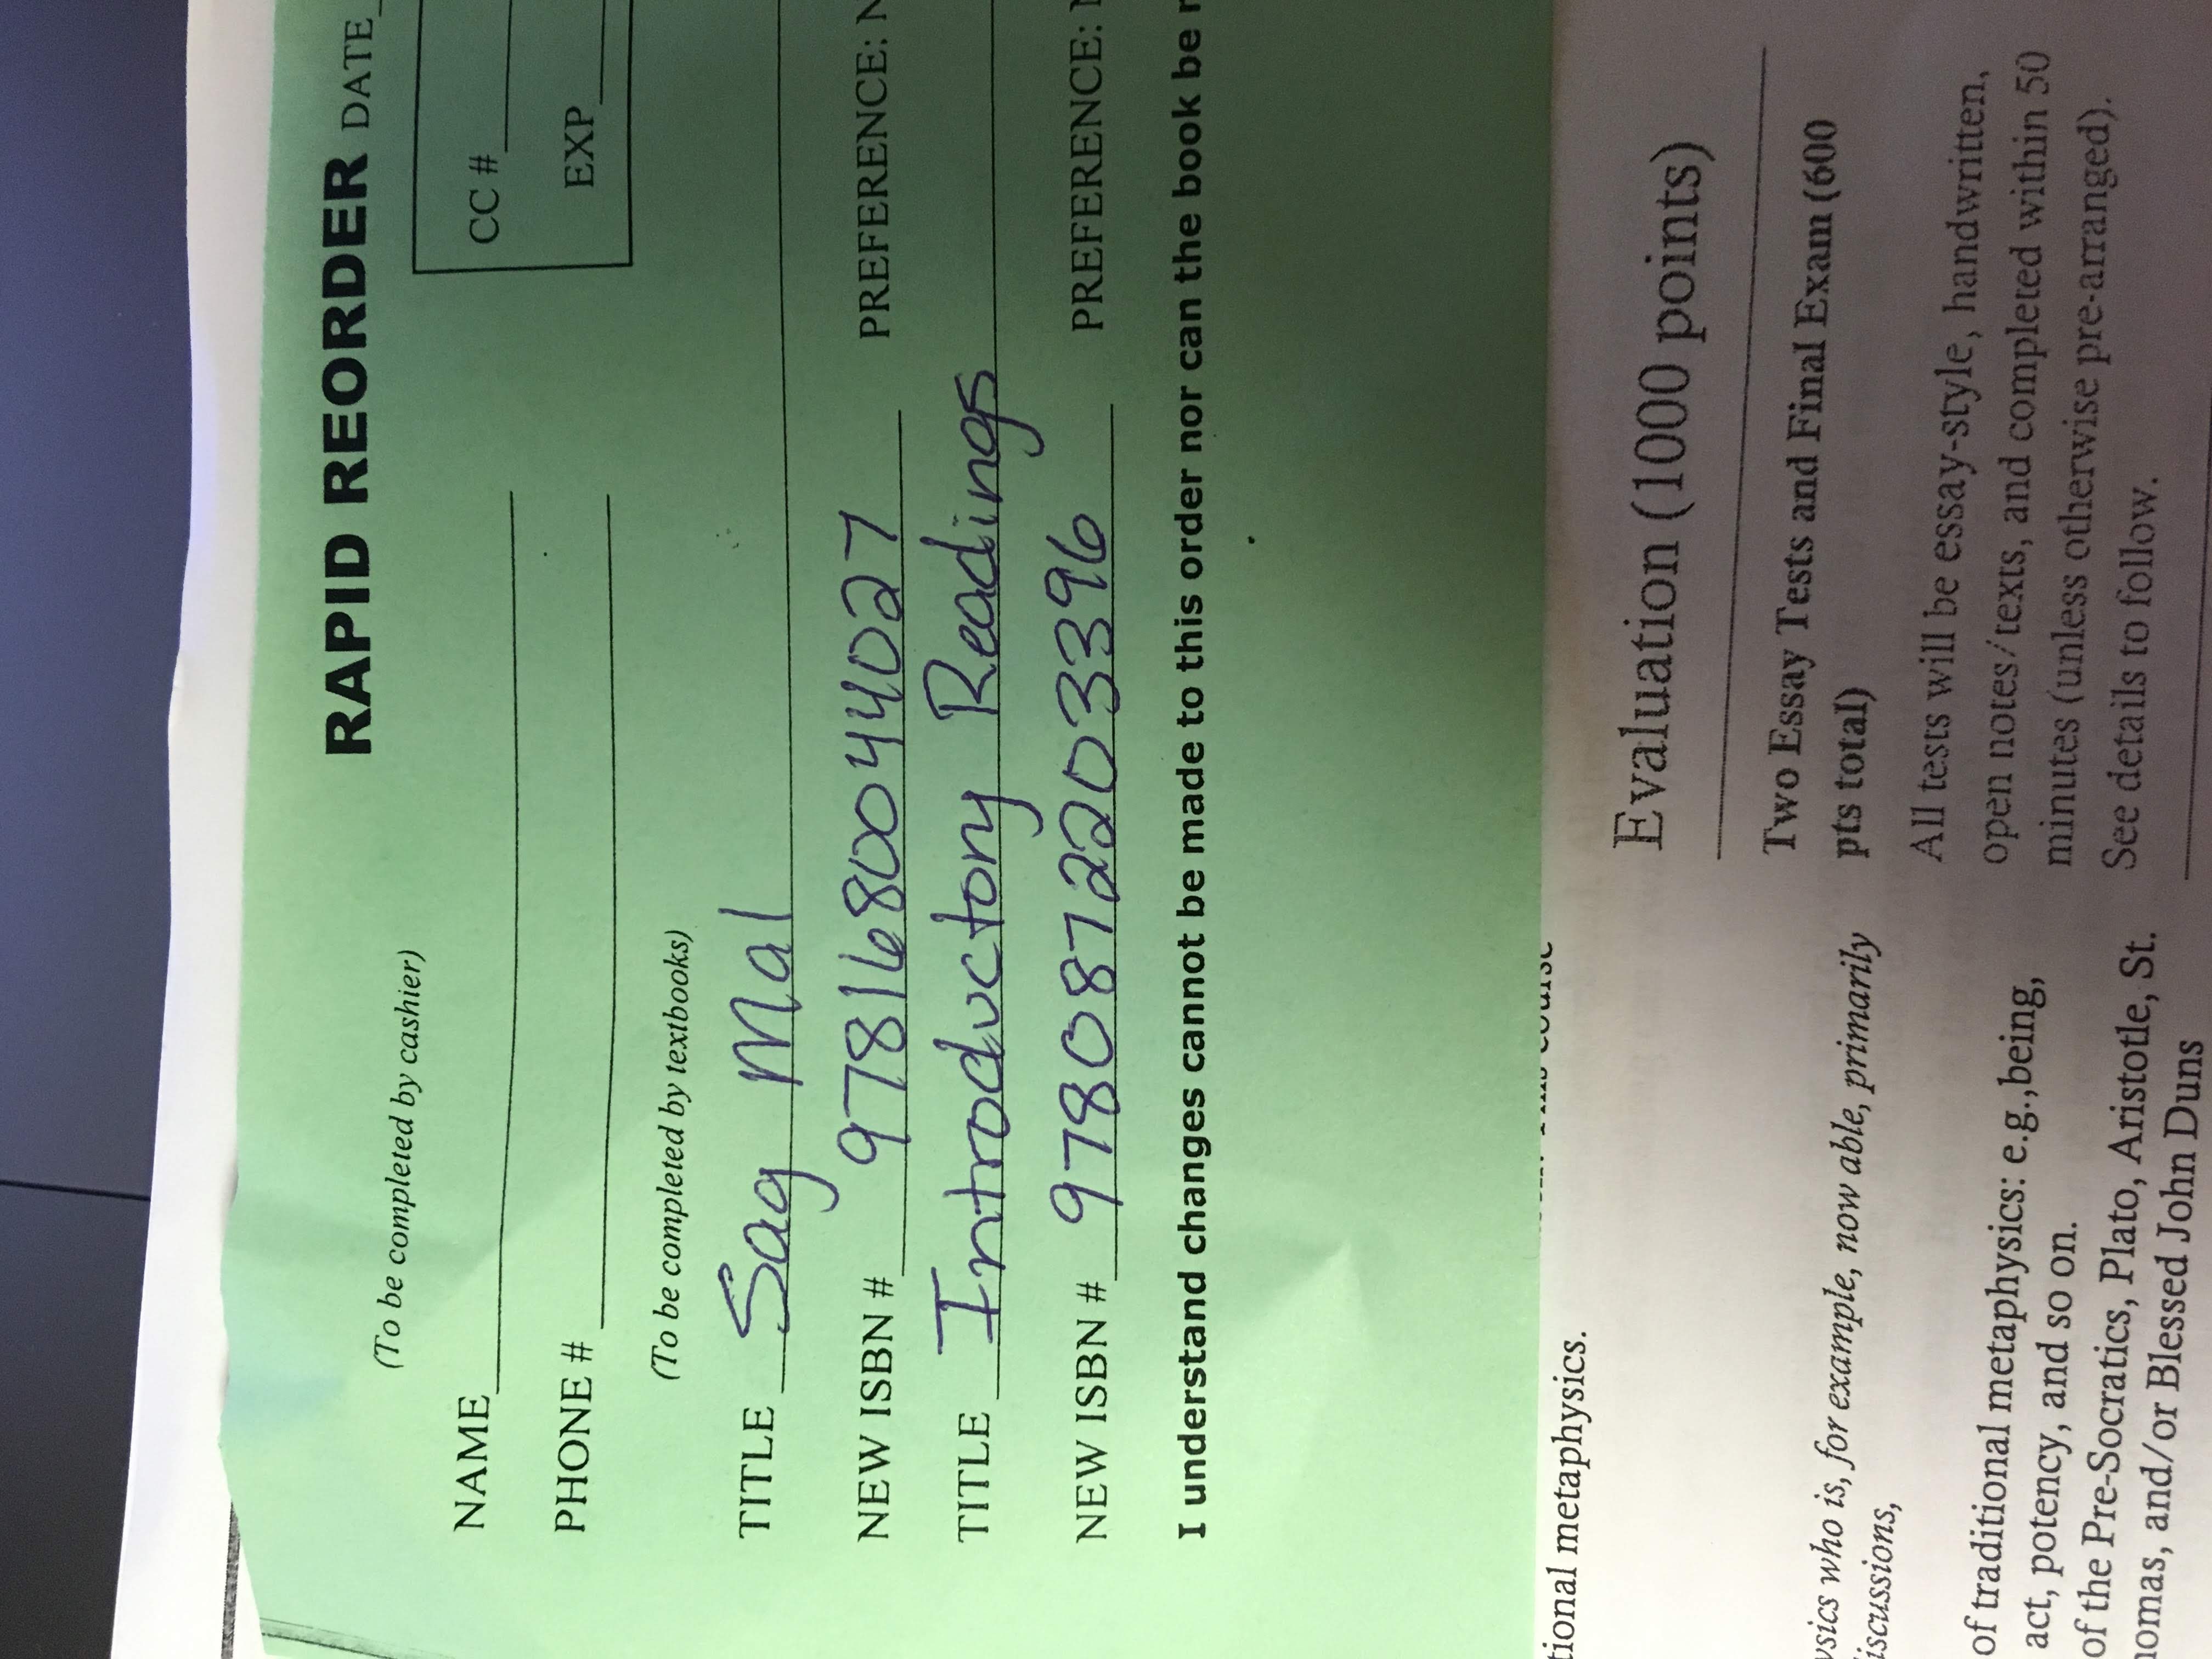 RAPID REORDER DATE
(To be completed by cashier)
NAME
CC #
PHONE #
EXP
(To be completed by textbooks)
TITLE Sag Mal
NEW ISBN # 9781680044027 PREFERENCE: N
TITLE Introductory Readings
NEW ISBN # 9780872203396 PREFERENCE:
I understand changes cannot be made to this order nor can the book be
tional metaphysics.
who is, for example, now able, primarily
iscussions,
of traditional metaphysics: e.g., being,
act, potency, and so on.
of the Pre-Socratics, Plato, Aristotle, St.
homas, and/or Blessed John Duns
Evaluation (1000 points)
Two Essay Tests and Final Exam (600
pts total)
All tests will be essay-style, handwritten,
open notes/texts, and completed within 50
minutes (unless otherwise pre-arranged).
See details to follow.